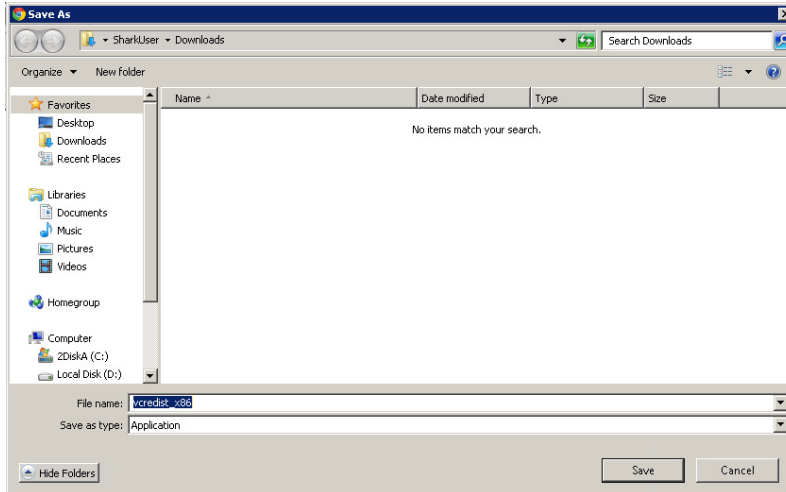 Save As
SharkUser Downloads
Search Downloads
Organize New folder
Favorites
Desktop
Downloads
Recent Places
Libraries
Documents
Music
Pictures
Videos
Homegroup
Computer
2DiskA (C:)
Local Disk (D:)
Name Date modified Type Size
No items match your search.
File name: vcredist_x86
Save as type: Application
Hide Folders Save Cancel